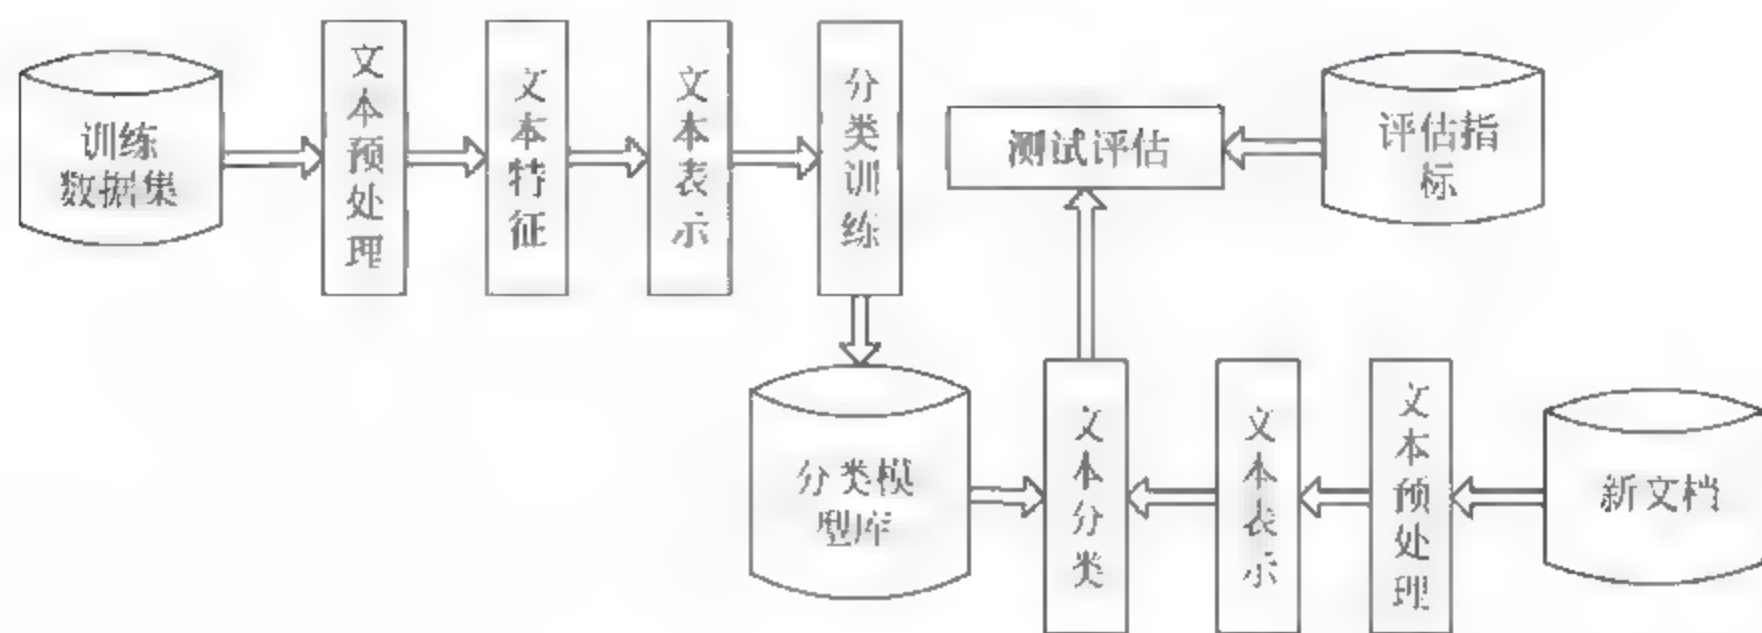 训练
数据集
文本预处理
文本特征
文本表示
分类训练
测试评估
评估指
标
分类模
型库
文本分类
文本表示
文本预处理
新文档